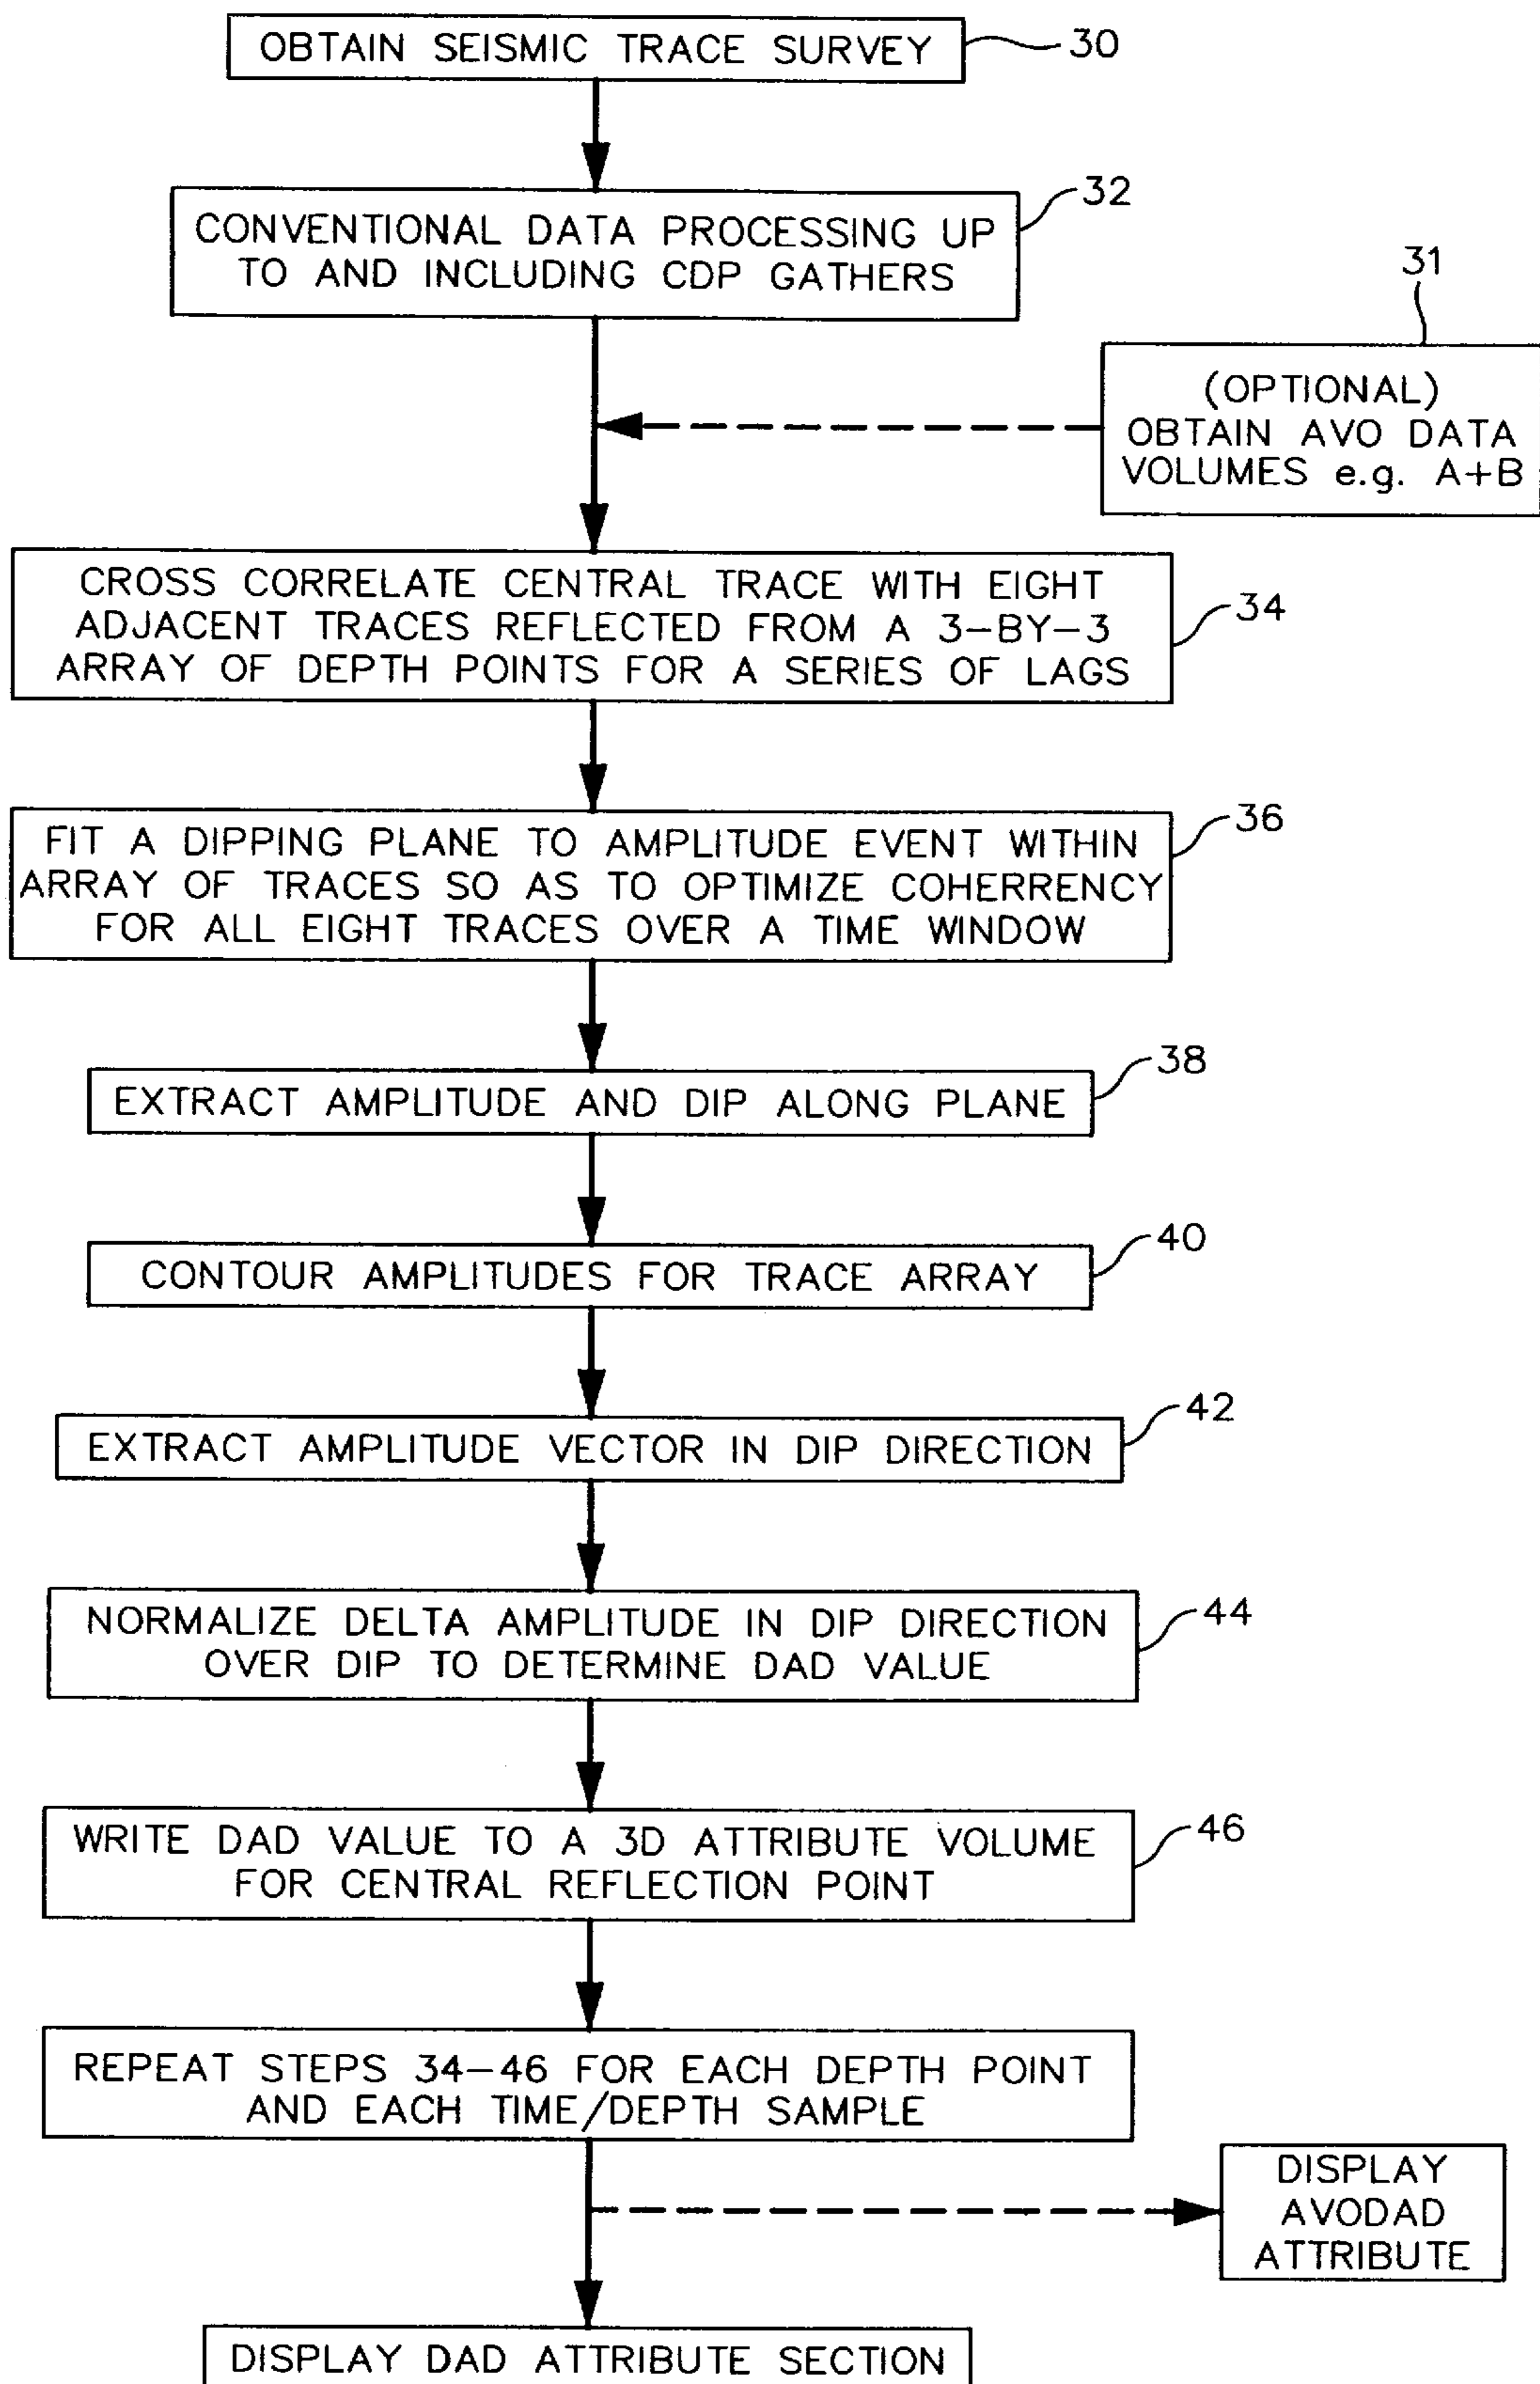 OBTAIN SEISMIC TRACE SURVEY
30
CONVENTIONAL DATA PROCESSING UP
TO AND INCLUDING CDP GATHERS
32
31
(OPTIONAL)
OBTAIN AVO DATA
VOLUMES e.g. A+B
CROSS CORRELATE CENTRAL TRACE WITH EIGHT
ADJACENT TRACES REFLECTED FROM A 3-BY-3
ARRAY OF DEPTH POINTS FOR A SERIES OF LAGS
34
FIT A DIPPING PLANE TO AMPLITUDE EVENT WITHIN
ARRAY OF TRACES SO AS TO OPTIMIZE COHERRENCY
FOR ALL EIGHT TRACES OVER A TIME WINDOW
36
EXTRACT AMPLITUDE AND DIP ALONG PLANE
38
CONTOUR AMPLITUDES FOR TRACE ARRAY
40
EXTRACT AMPLITUDE VECTOR IN DIP DIRECTION
42
NORMALIZE DELTA AMPLITUDE IN DIP DIRECTION
OVER DIP TO DETERMINE DAD VALUE
44
WRITE DAD VALUE TO A 3D ATTRIBUTE VOLUME
FOR CENTRAL REFLECTION POINT
46
REPEAT STEPS 34-46 FOR EACH DEPTH POINT
AND EACH TIME/DEPTH SAMPLE
DISPLAY
AVODAD
ATTRIBUTE
DISPLAY DAD ATTRIBUTE SECTION